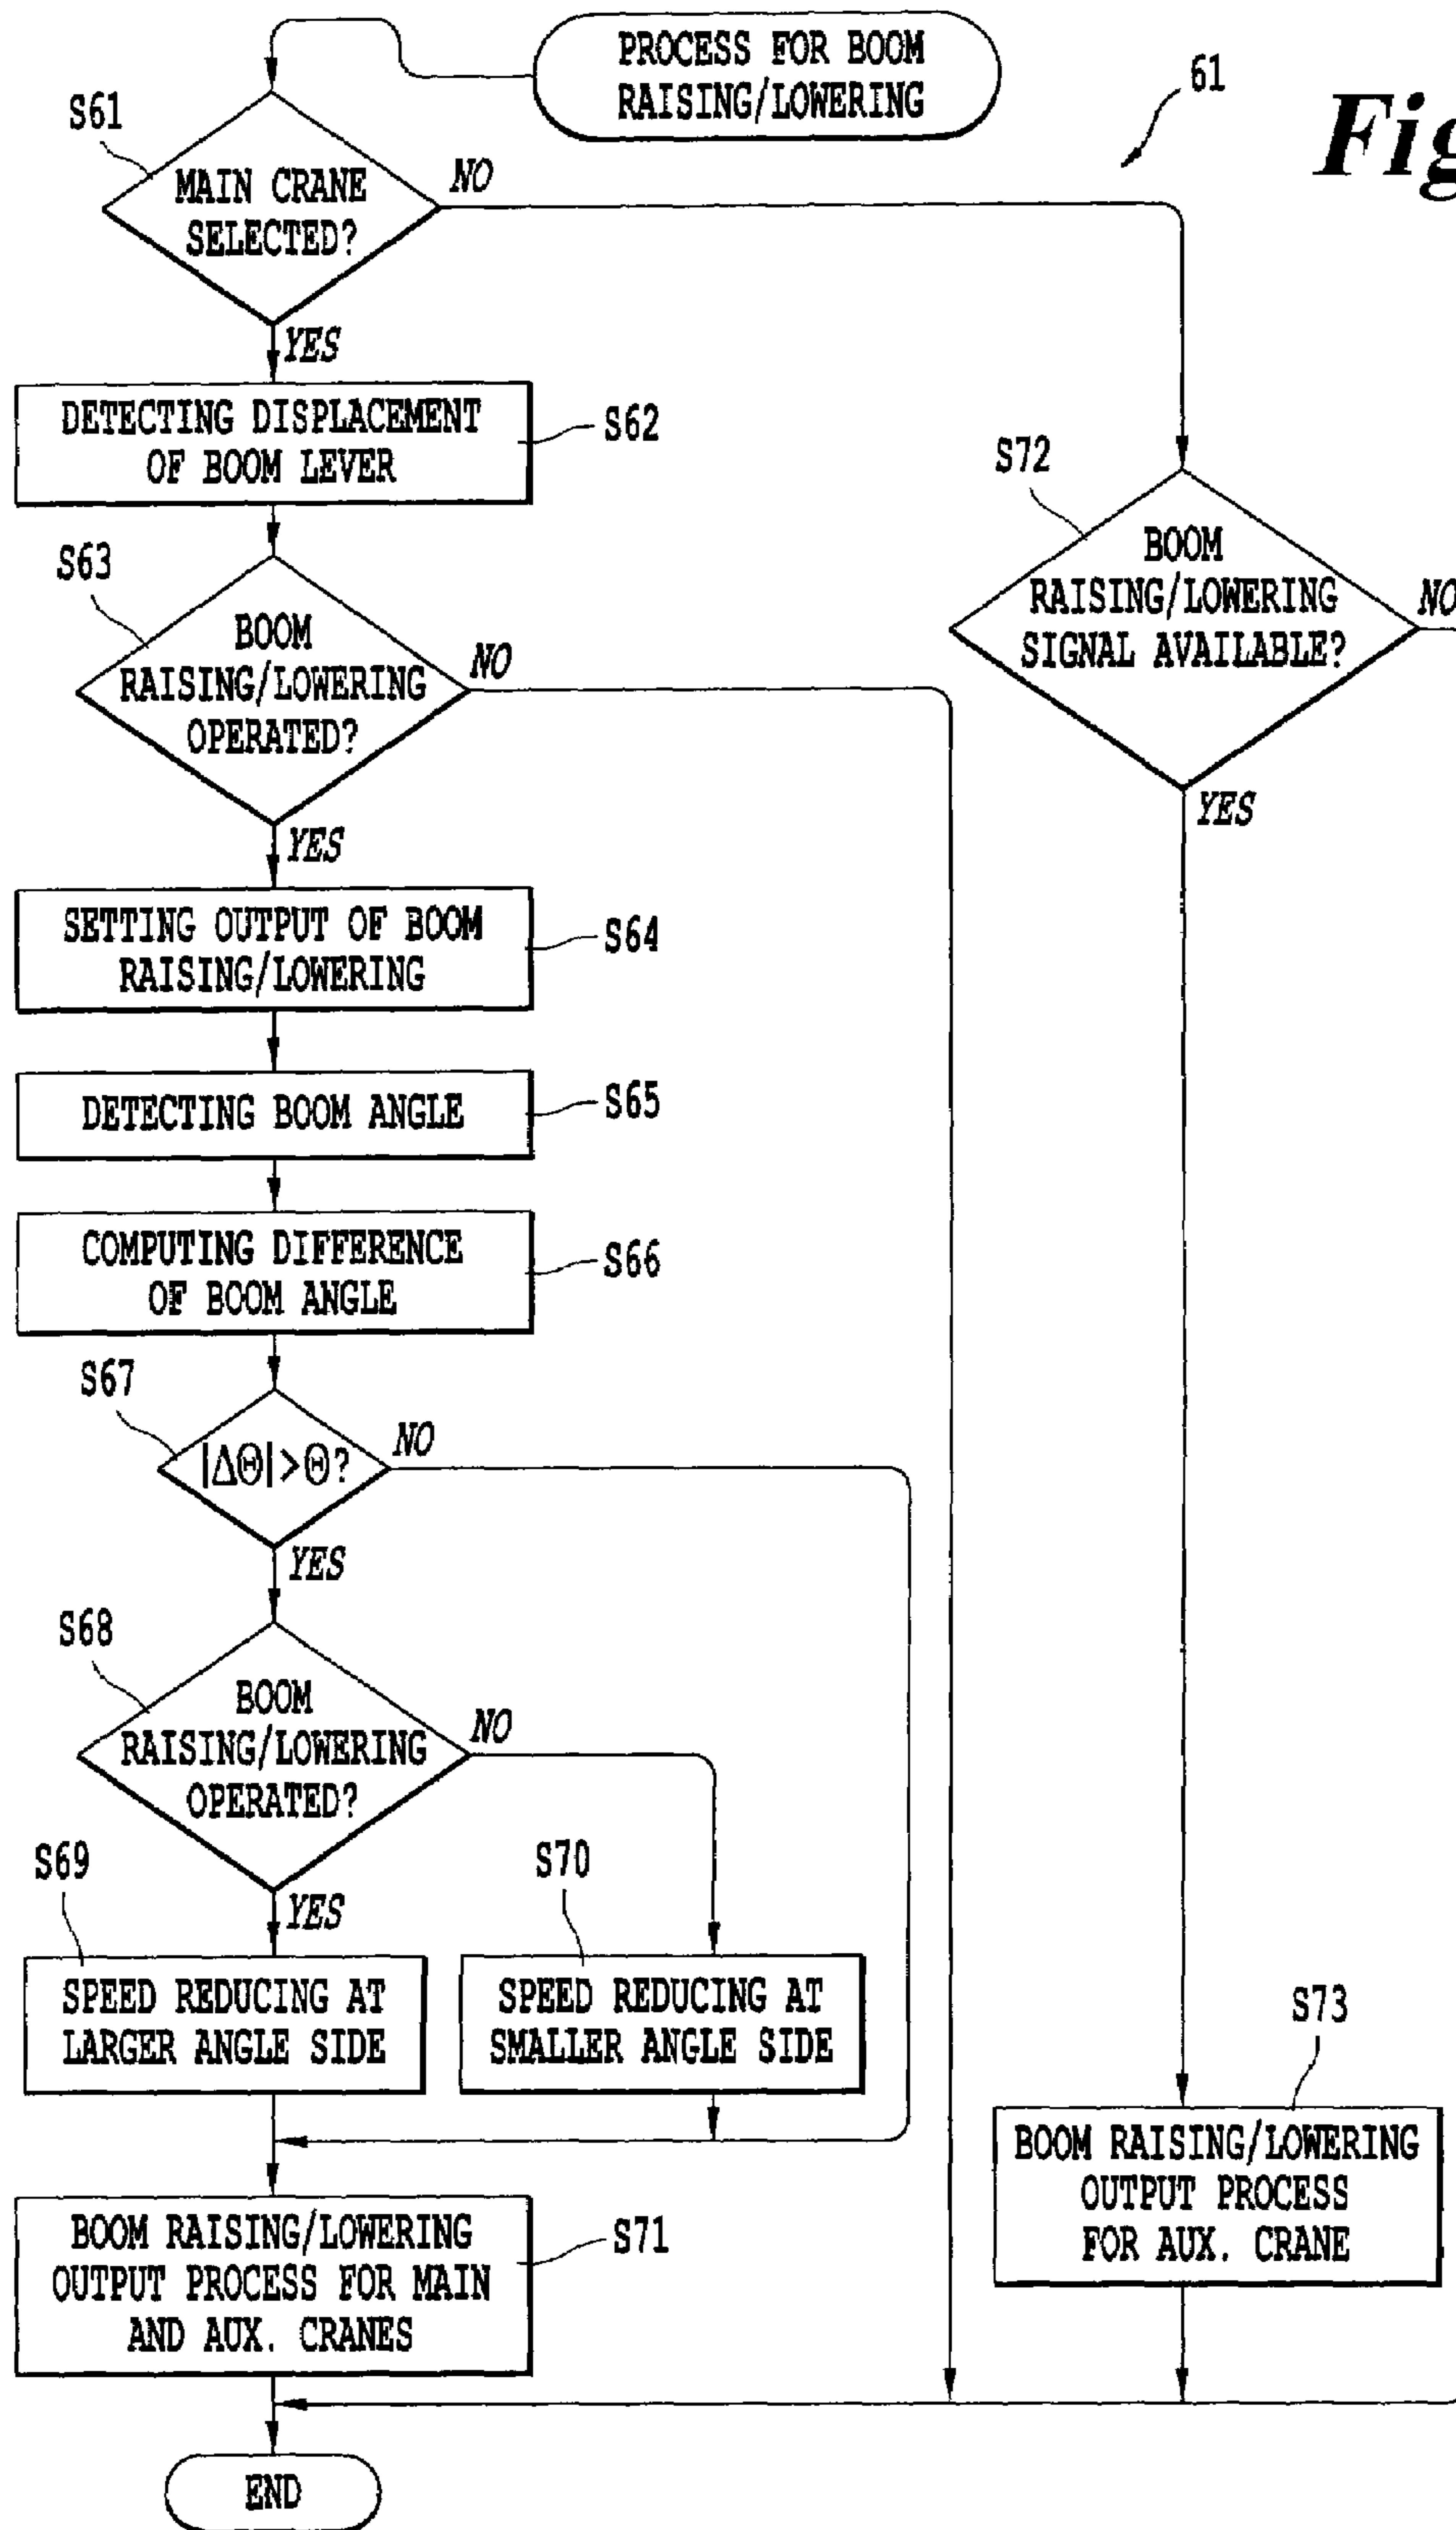 PROCESS FOR BOOM
RAISING/LOWERING
61
Fig
S61
MAIN CRANE
SELECTED?
NO
YES
DETECTING DISPLACEMENT
OF BOOM LEVER
S62
S63
BOOM
RAISING/LOWERING
OPERATED?
NO
YES
S72
BOOM
RAISING/LOWERING
SIGNAL AVAILABLE?
NO
YES
SETTING OUTPUT OF BOOM
RAISING/LOWERING
S64
DETECTING BOOM ANGLE
S65
COMPUTING DIFFERENCE
OF BOOM ANGLE
S66
S67
|ΔΘ|>Θ?
NO
YES
S68
BOOM
RAISING/LOWERING
OPERATED?
NO
YES
S69
SPEED REDUCING AT
LARGER ANGLE SIDE
S70
SPEED REDUCING AT
SMALLER ANGLE SIDE
S73
BOOM RAISING/LOWERING
OUTPUT PROCESS
FOR AUX. CRANE
BOOM RAISING/LOWERING
OUTPUT PROCESS FOR MAIN
AND AUX. CRANES
S71
END